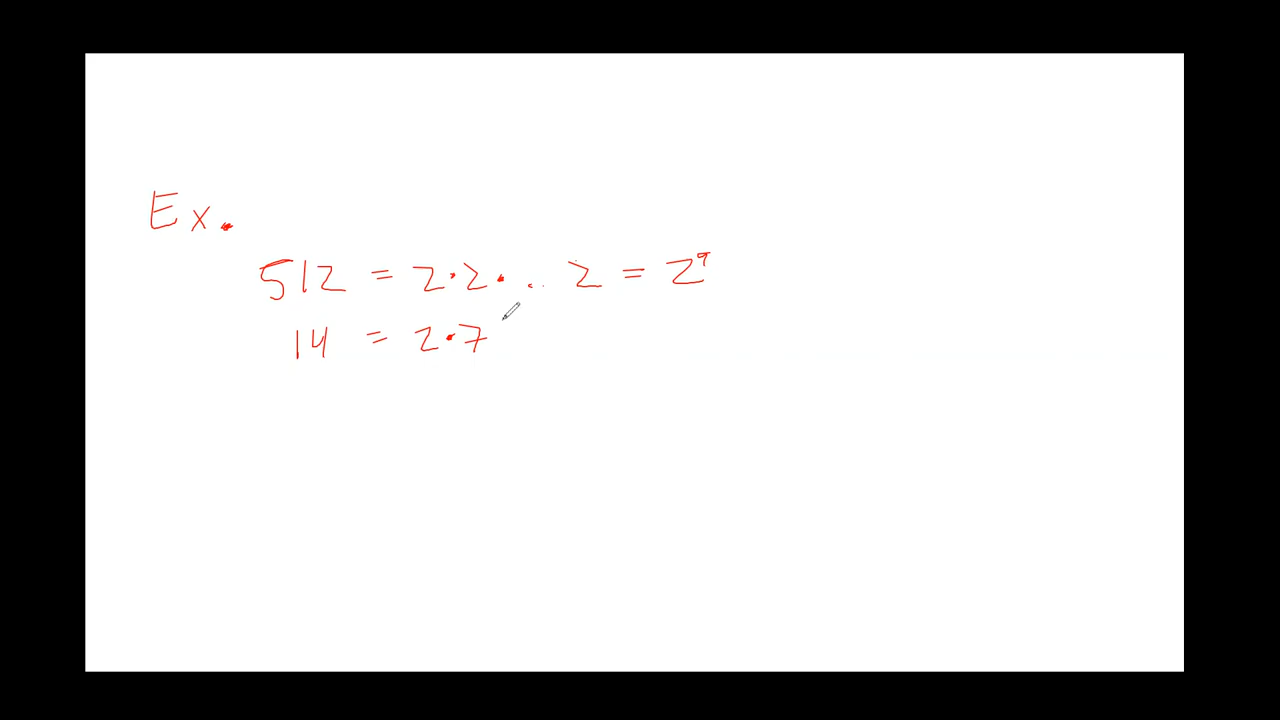 Ex.
512 = 2·2· ... 2 = 2⁹
14 = 2·7